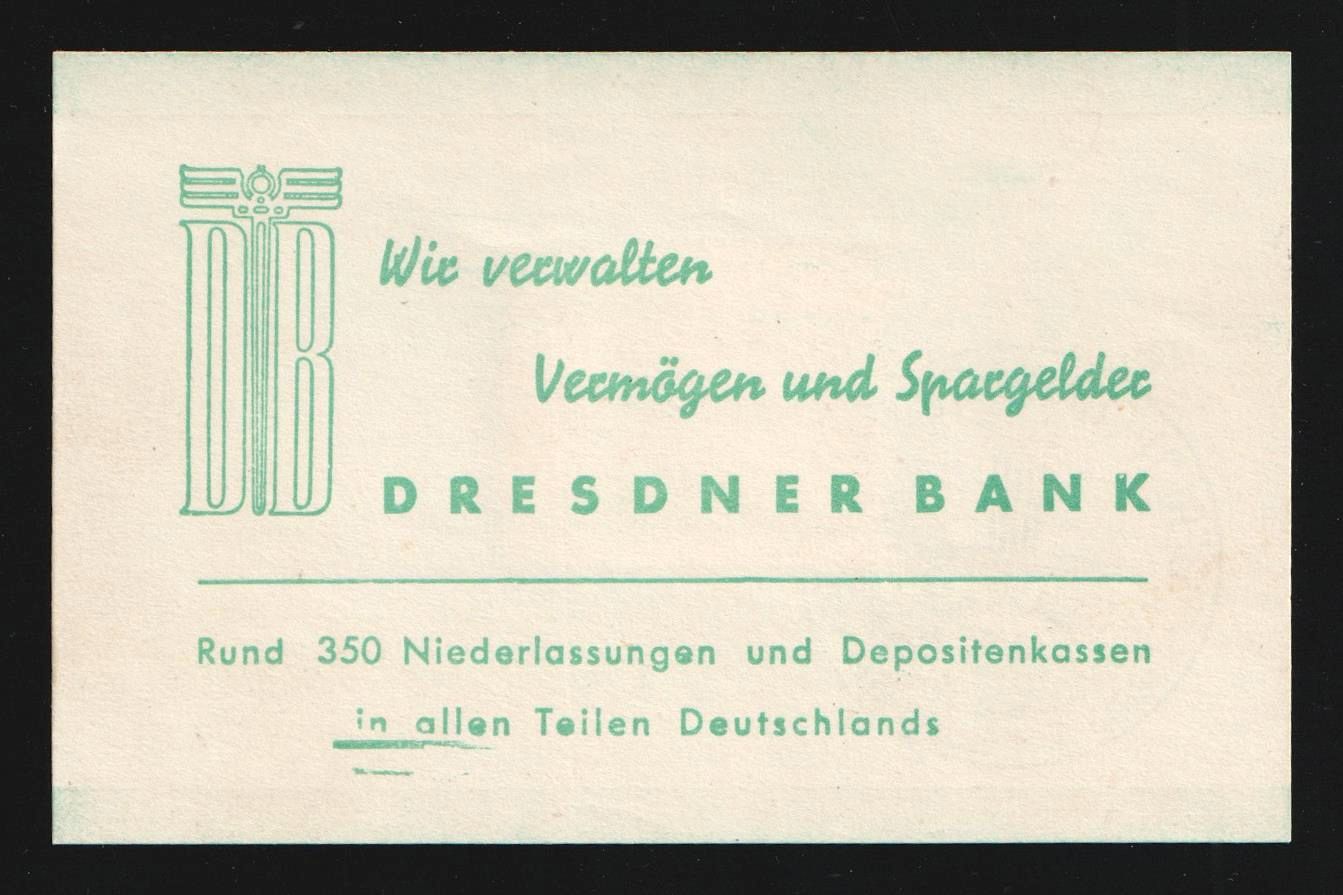 DB
Wir verwalten
Vermögen und Spargelder
DRESDNER BANK
Rund 350 Niederlassungen und Depositenkassen
in allen Teilen Deutschlands